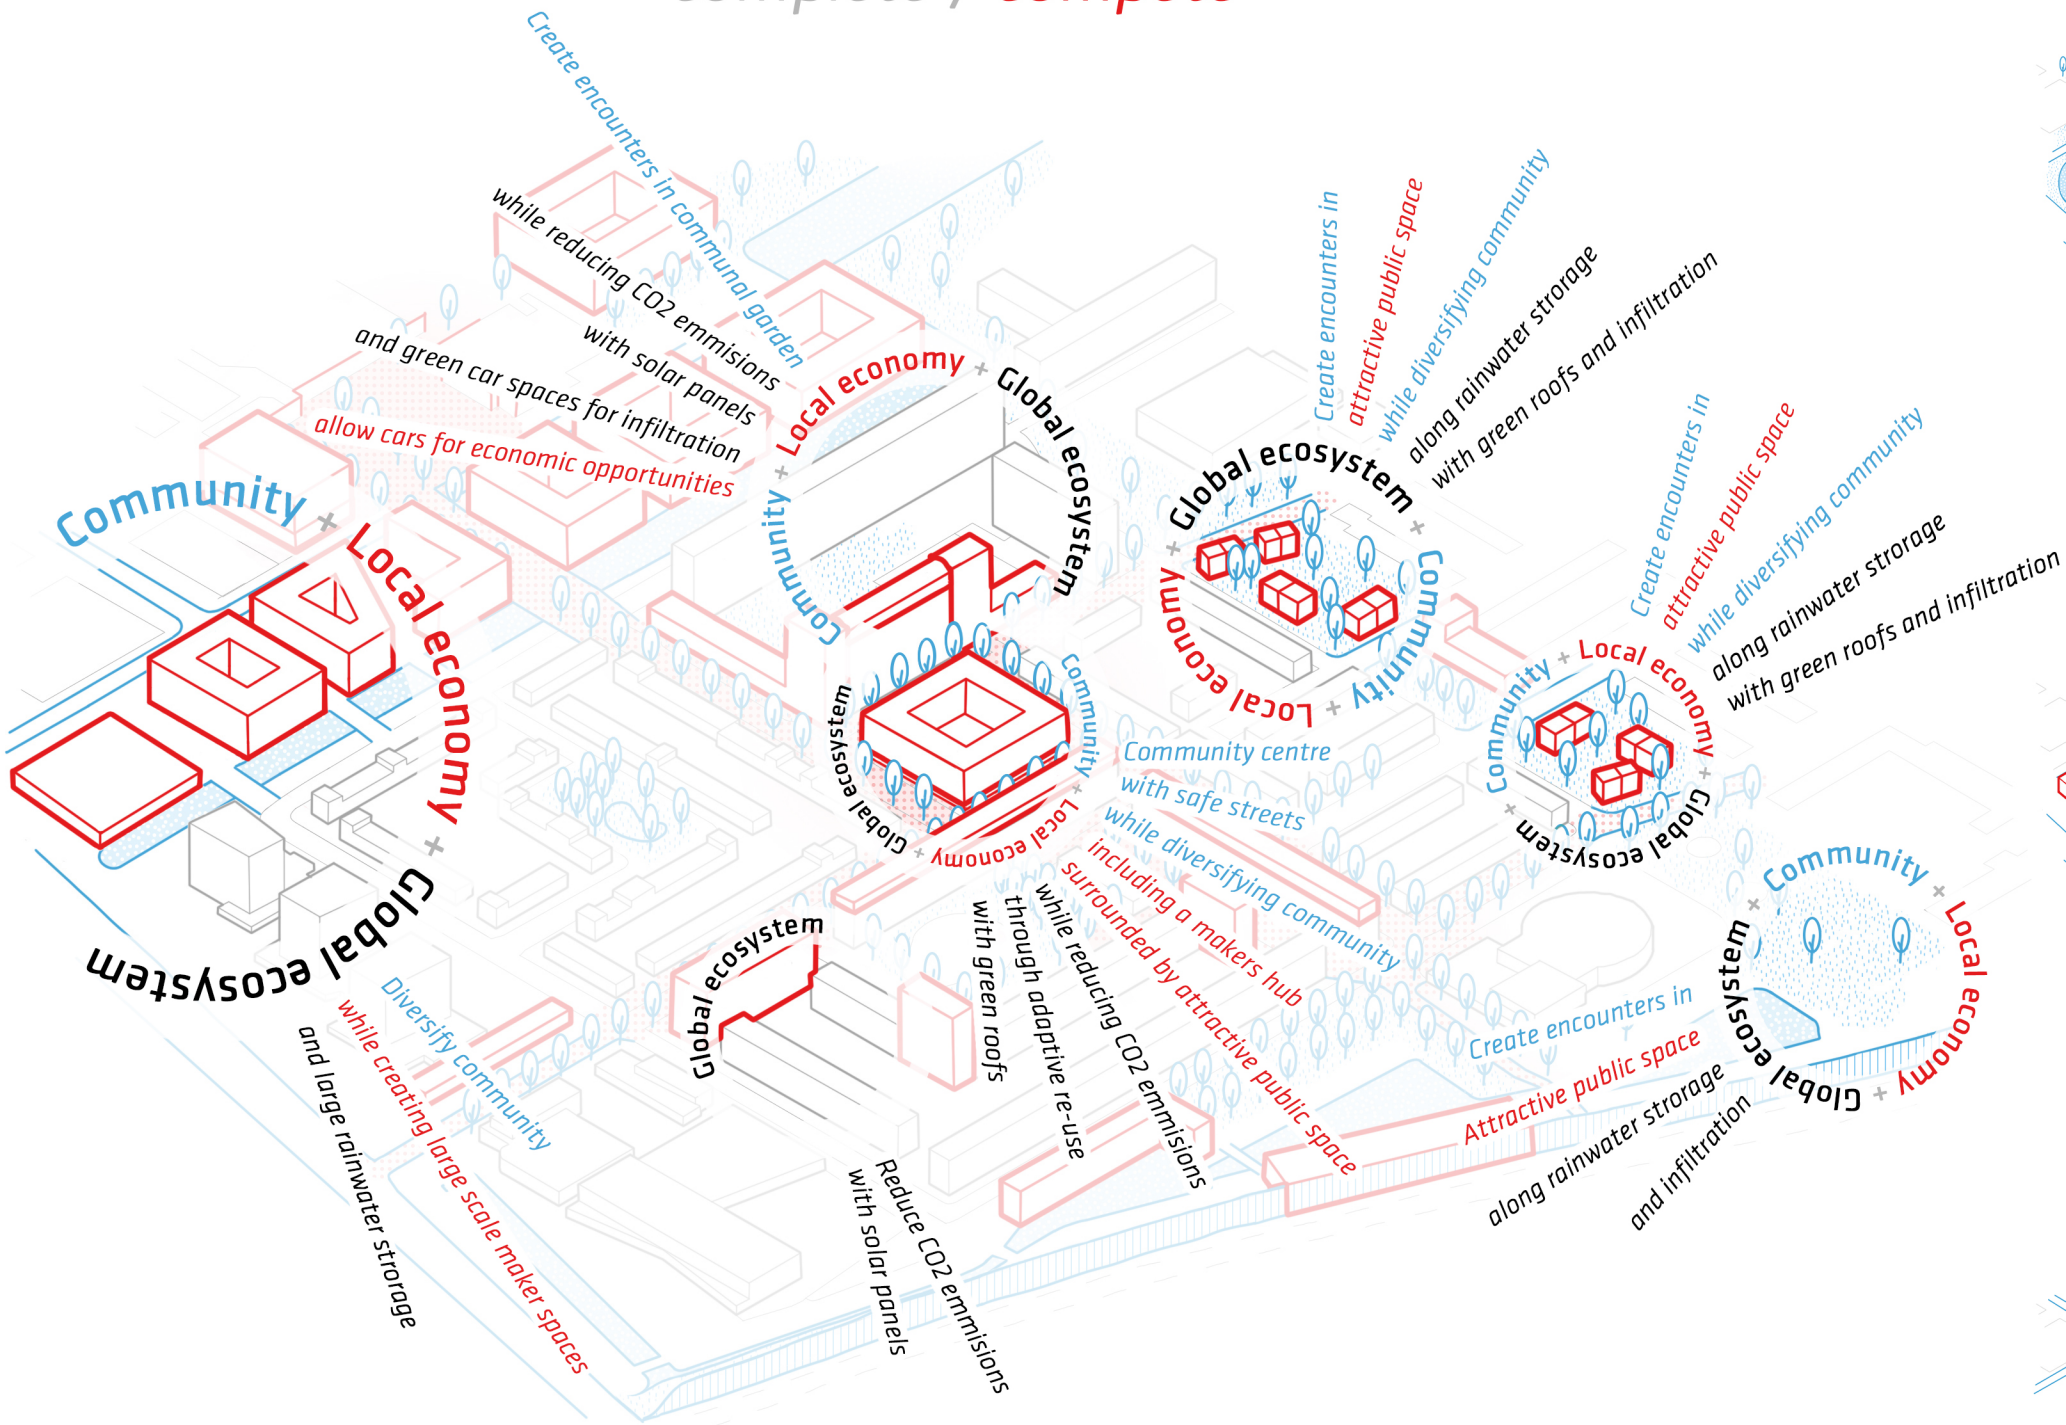 complete / compete
Create encounters in communal garden
while reducing CO2 emmisions
with solar panels
and green car spaces for infiltration
allow cars for economic opportunities
Community + Local economy + Global ecosystem
Create encounters in
attractive public space
while diversifying community
along rainwater strorage
with green roofs and infiltration
Local economy + Global ecosystem + Community +
Create encounters in
attractive public space
while diversifying community
along rainwater strorage
with green roofs and infiltration
Community + Local economy + Global ecosystem +
Community + Local economy + Global ecosystem
Diversify community
while creating large scale maker spaces
and large rainwater strorage
Global ecosystem
Community + Local economy + Global ecosystem
Community centre
with safe streets
while diversifying community
including a makers hub
surrounded by attractive public space
while reducing CO2 emmisions
through adaptive re-use
with green roofs
Global ecosystem
Reduce CO2 emmisions
with solar panels
Community + Local economy + Global ecosystem +
Create encounters in
Attractive public space
along rainwater strorage
and infiltration